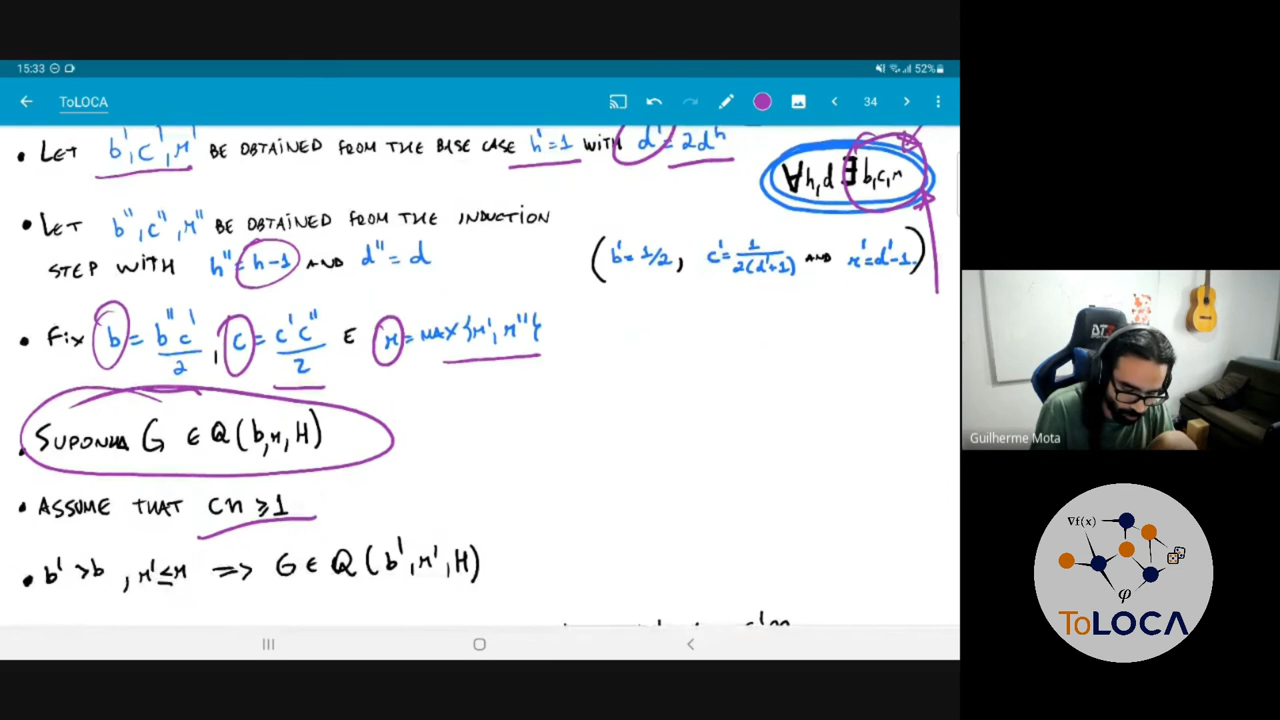 15:33 52%
ToLOCA 34
• LET b', c', r' BE OBTAINED FROM THE BASE CASE h'=1 WITH d'=2dʰ
∀h,d ∃ b,c,r
• LET b'', c'', r'' BE OBTAINED FROM THE INDUCTION
STEP WITH h''=h-1 AND d''=d
(b'=1/2, c'=1/2(d'+1) AND r'=d'-1.)
• FIX b = b''c'/2, c = c'c''/2 E r = MAX{r', r''}
• SUPONHA G ∈ Q(b,r,H)
• ASSUME THAT cn ≥ 1
• b' > b, r' ≤ r => G ∈ Q(b',r',H)
Guilherme Mota
∇f(x)
φ
ToLOCA